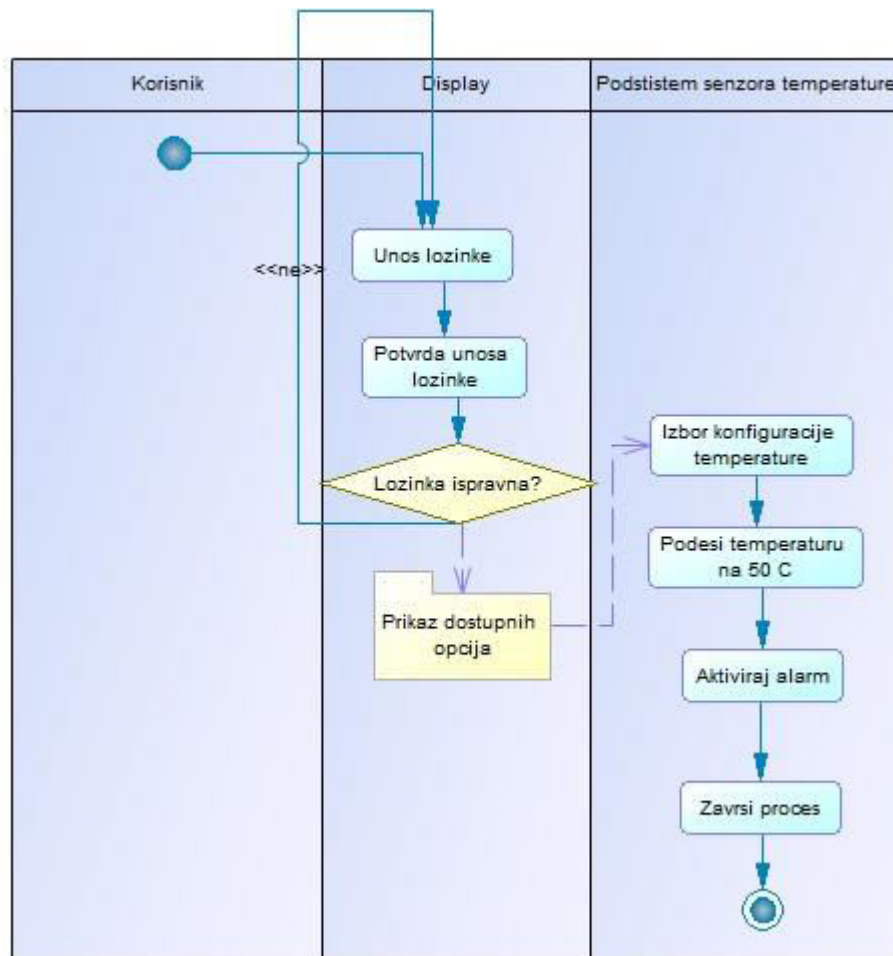 Korisnik
Display
Podstistem senzora temperature
Unos lozinke
<<ne>>
Potvrda unosa
lozinke
Lozinka ispravna?
Prikaz dostupnih
opcija
Izbor konfiguracije
temperature
Podesi temperaturu
na 50 C
Aktiviraj alarm
Zavrsi proces